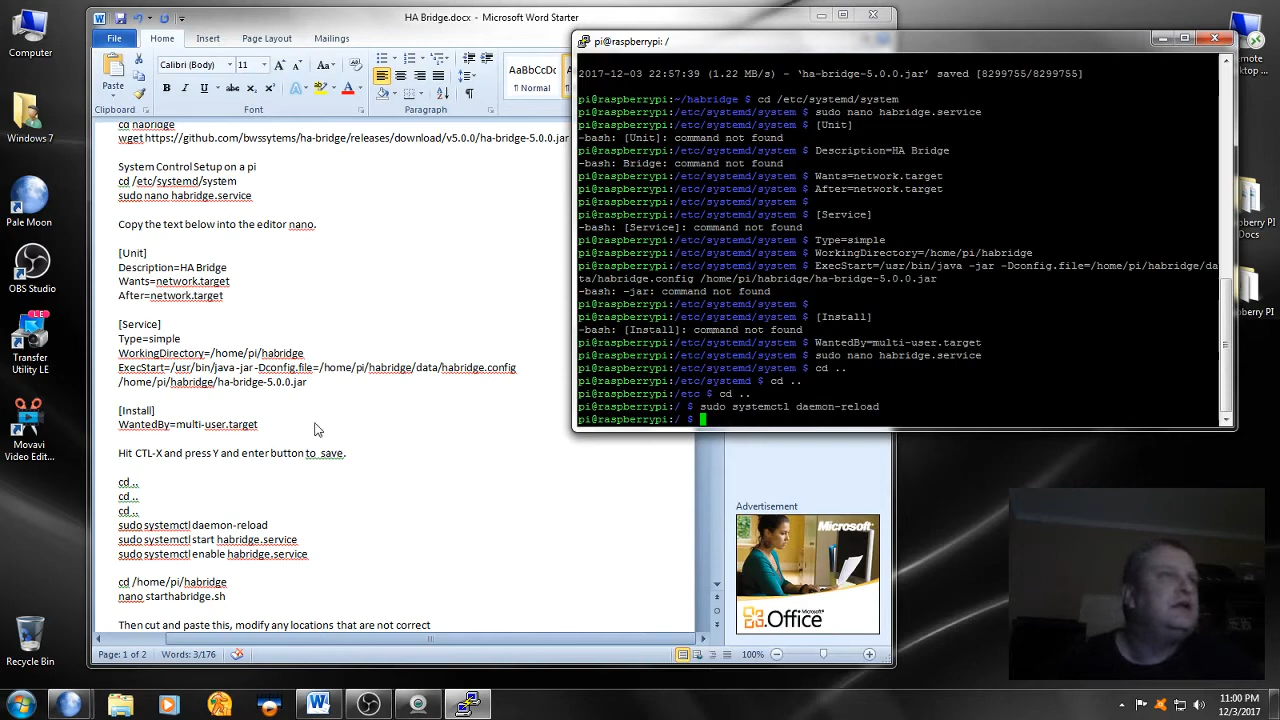 HA Bridge.docx - Microsoft Word Starter
File
Home
Insert
Page Layout
Mailings
Calibri (Body)
11
Paste
Clipboard
Font
AaBbCcDc
¶ Normal
cd habridge
wget https://github.com/bwssytems/ha-bridge/releases/download/v5.0.0/ha-bridge-5.0.0.jar
System Control Setup on a pi
cd /etc/systemd/system
sudo nano habridge.service
Copy the text below into the editor nano.
[Unit]
Description=HA Bridge
Wants=network.target
After=network.target
[Service]
Type=simple
WorkingDirectory=/home/pi/habridge
ExecStart=/usr/bin/java -jar -Dconfig.file=/home/pi/habridge/data/habridge.config
/home/pi/habridge/ha-bridge-5.0.0.jar
[Install]
WantedBy=multi-user.target
Hit CTL-X and press Y and enter button to save.
cd ..
cd ..
cd ..
sudo systemctl daemon-reload
sudo systemctl start habridge.service
sudo systemctl enable habridge.service
cd /home/pi/habridge
nano starthabridge.sh
Then cut and paste this, modify any locations that are not correct
Page: 1 of 2
Words: 3/176
100%
Advertisement
Microsoft
Office
pi@raspberrypi: /
2017-12-03 22:57:39 (1.22 MB/s) - ‘ha-bridge-5.0.0.jar’ saved [8299755/8299755]
pi@raspberrypi:~/habridge $ cd /etc/systemd/system
pi@raspberrypi:/etc/systemd/system $ sudo nano habridge.service
pi@raspberrypi:/etc/systemd/system $ [Unit]
-bash: [Unit]: command not found
pi@raspberrypi:/etc/systemd/system $ Description=HA Bridge
-bash: Bridge: command not found
pi@raspberrypi:/etc/systemd/system $ Wants=network.target
pi@raspberrypi:/etc/systemd/system $ After=network.target
pi@raspberrypi:/etc/systemd/system $
pi@raspberrypi:/etc/systemd/system $ [Service]
-bash: [Service]: command not found
pi@raspberrypi:/etc/systemd/system $ Type=simple
pi@raspberrypi:/etc/systemd/system $ WorkingDirectory=/home/pi/habridge
pi@raspberrypi:/etc/systemd/system $ ExecStart=/usr/bin/java -jar -Dconfig.file=/home/pi/habridge/da
ta/habridge.config /home/pi/habridge/ha-bridge-5.0.0.jar
-bash: -jar: command not found
pi@raspberrypi:/etc/systemd/system $
pi@raspberrypi:/etc/systemd/system $ [Install]
-bash: [Install]: command not found
pi@raspberrypi:/etc/systemd/system $ WantedBy=multi-user.target
pi@raspberrypi:/etc/systemd/system $ sudo nano habridge.service
pi@raspberrypi:/etc/systemd/system $ cd ..
pi@raspberrypi:/etc/systemd $ cd ..
pi@raspberrypi:/etc $ cd ..
pi@raspberrypi:/ $ sudo systemctl daemon-reload
pi@raspberrypi:/ $
Computer
Windows.7
Pale Moon
OBS Studio
Transfer
Utility LE
Movavi
Video Edit...
Recycle Bin
Remote
Desktop ...
Raspberry PI
Docs
Raspberry PI
11:00 PM
12/3/2017